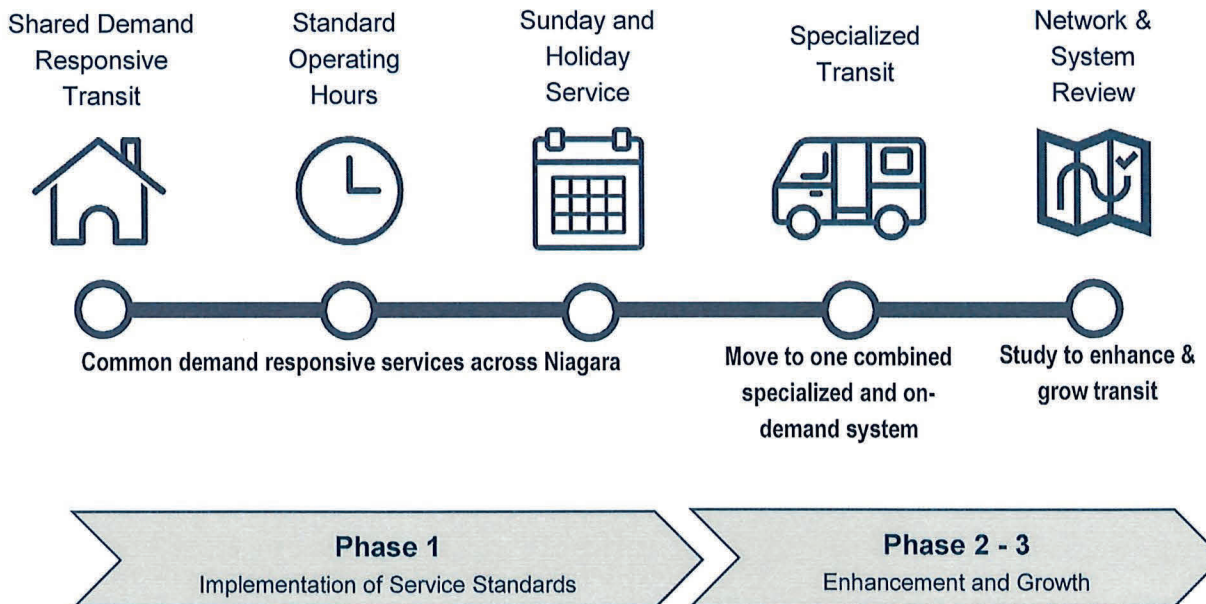 Shared Demand
Responsive
Transit
Standard
Operating
Hours
Sunday and
Holiday
Service
Specialized
Transit
Network &
System
Review
Common demand responsive services across Niagara
Move to one combined
specialized and on-
demand system
Study to enhance &
grow transit
Phase 1
Implementation of Service Standards
Phase 2 - 3
Enhancement and Growth